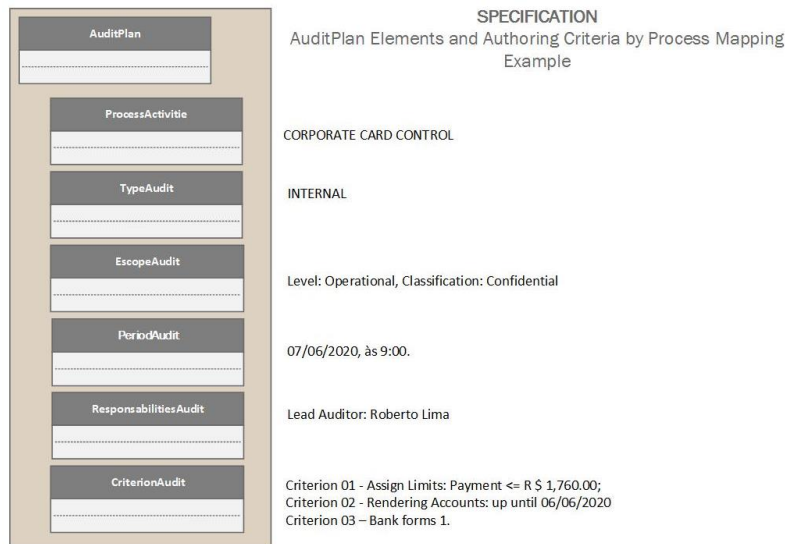 SPECIFICATION
AuditPlan Elements and Authoring Criteria by Process Mapping
Example
AuditPlan
ProcessActivitie
CORPORATE CARD CONTROL
TypeAudit
INTERNAL
EscopeAudit
Level: Operational, Classification: Confidential
PeriodAudit
07/06/2020, às 9:00.
ResponsabilitiesAudit
Lead Auditor: Roberto Lima
CriterionAudit
Criterion 01 - Assign Limits: Payment <= R $ 1,760.00;
Criterion 02 - Rendering Accounts: up until 06/06/2020
Criterion 03 – Bank forms 1.